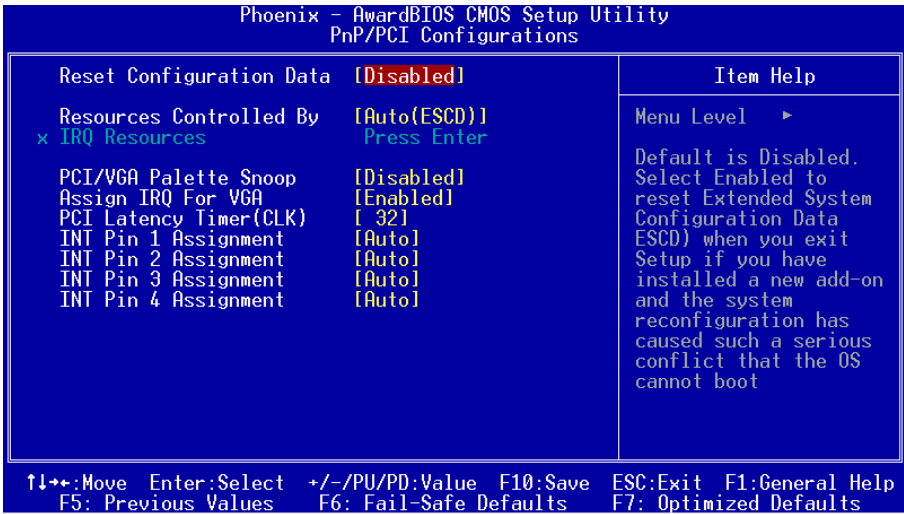 Phoenix - AwardBIOS CMOS Setup Utility
PnP/PCI Configurations
Reset Configuration Data [Disabled]
Resources Controlled By [Auto(ESCD)]
x IRQ Resources Press Enter
PCI/VGA Palette Snoop [Disabled]
Assign IRQ For VGA [Enabled]
PCI Latency Timer(CLK) [ 32]
INT Pin 1 Assignment [Auto]
INT Pin 2 Assignment [Auto]
INT Pin 3 Assignment [Auto]
INT Pin 4 Assignment [Auto]
Item Help
Menu Level ►
Default is Disabled.
Select Enabled to
reset Extended System
Configuration Data
ESCD) when you exit
Setup if you have
installed a new add-on
and the system
reconfiguration has
caused such a serious
conflict that the OS
cannot boot
↑↓→←:Move Enter:Select +/-/PU/PD:Value F10:Save ESC:Exit F1:General Help
F5: Previous Values F6: Fail-Safe Defaults F7: Optimized Defaults